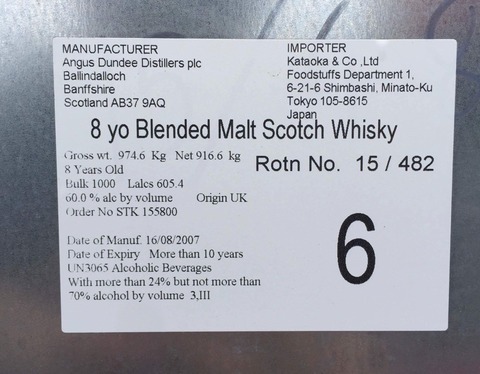 MANUFACTURER
Angus Dundee Distillers plc
Ballindalloch
Banffshire
Scotland AB37 9AQ
IMPORTER
Kataoka & Co ,Ltd
Foodstuffs Department 1,
6-21-6 Shimbashi, Minato-Ku
Tokyo 105-8615
Japan
8 yo Blended Malt Scotch Whisky
Gross wt. 974.6 Kg Net 916.6 kg
8 Years Old
Bulk 1000 Lalcs 605.4
60.0 % alc by volume Origin UK
Order No STK 155800
Rotn No. 15 / 482
Date of Manuf. 16/08/2007
Date of Expiry More than 10 years
UN3065 Alcoholic Beverages
With more than 24% but not more than
70% alcohol by volume 3,III
6